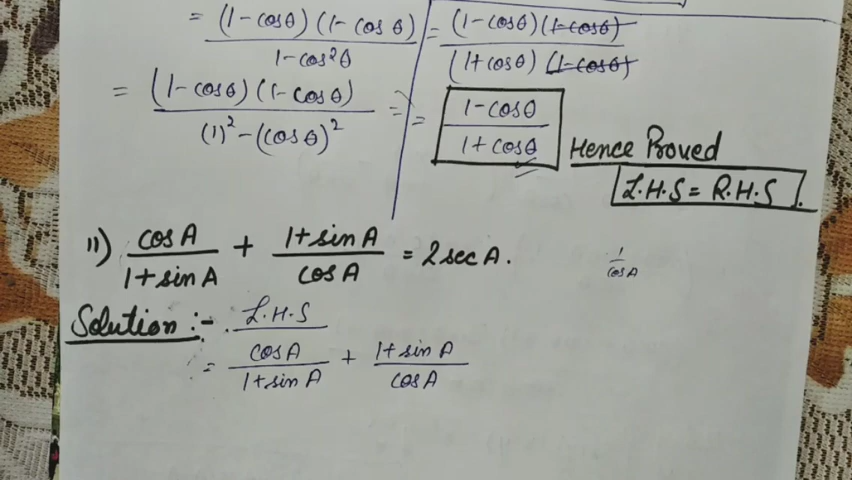 = (1-cosθ)(1-cosθ) / 1-cos²θ
= (1-cosθ)(1-cosθ) / (1)² - (cosθ)² =
= (1-cosθ)(1-cosθ) / (1+cosθ)(1-cosθ)
= 1-cosθ / 1+cosθ
Hence Proved
L.H.S = R.H.S.
11) cosA / 1+sinA + 1+sinA / cosA = 2secA.
1 / cosA
Solution:-
L.H.S
= cosA / 1+sinA + 1+sinA / cosA